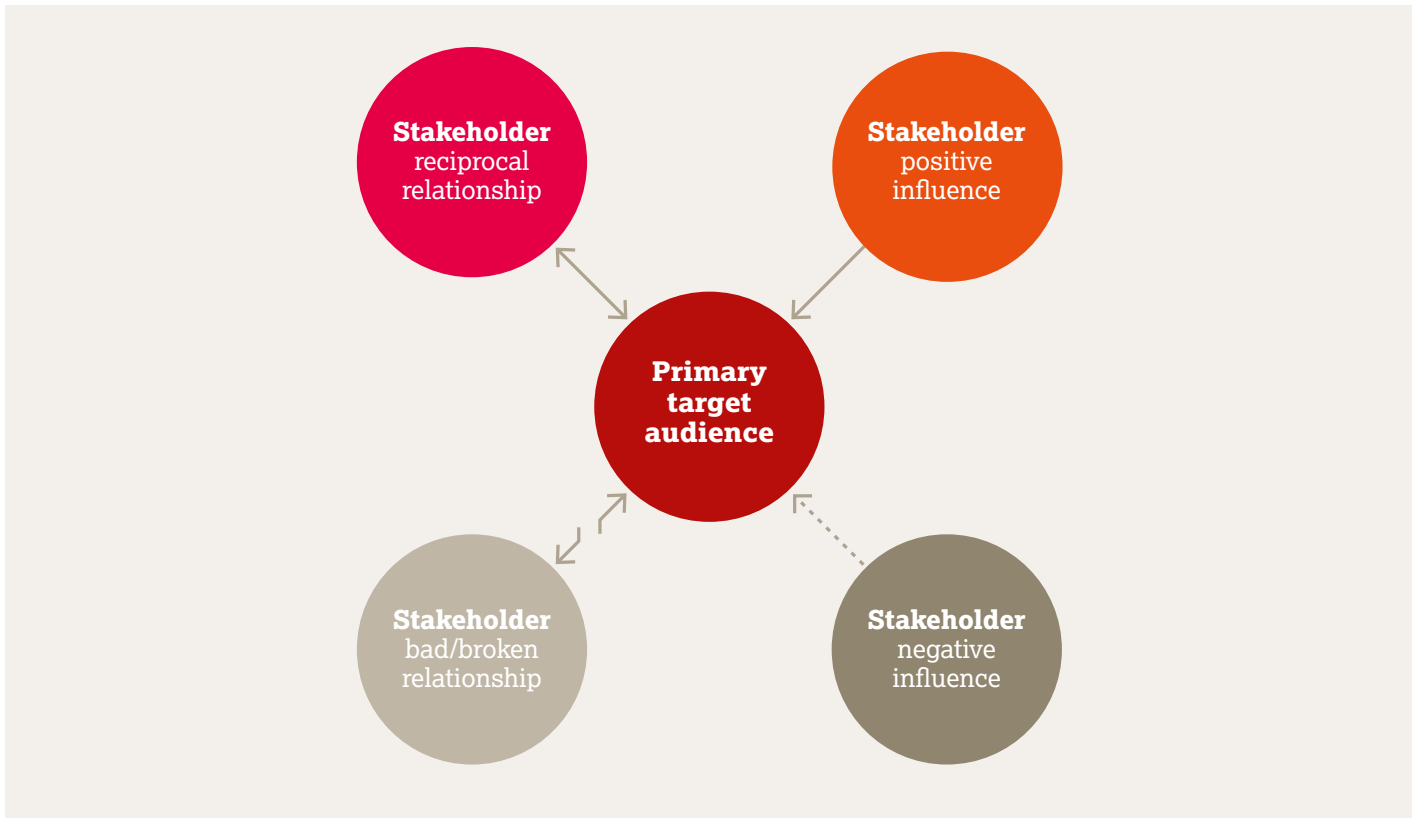 Stakeholder
reciprocal
relationship
Stakeholder
positive
influence
Primary
target
audience
Stakeholder
bad/broken
relationship
Stakeholder
negative
influence